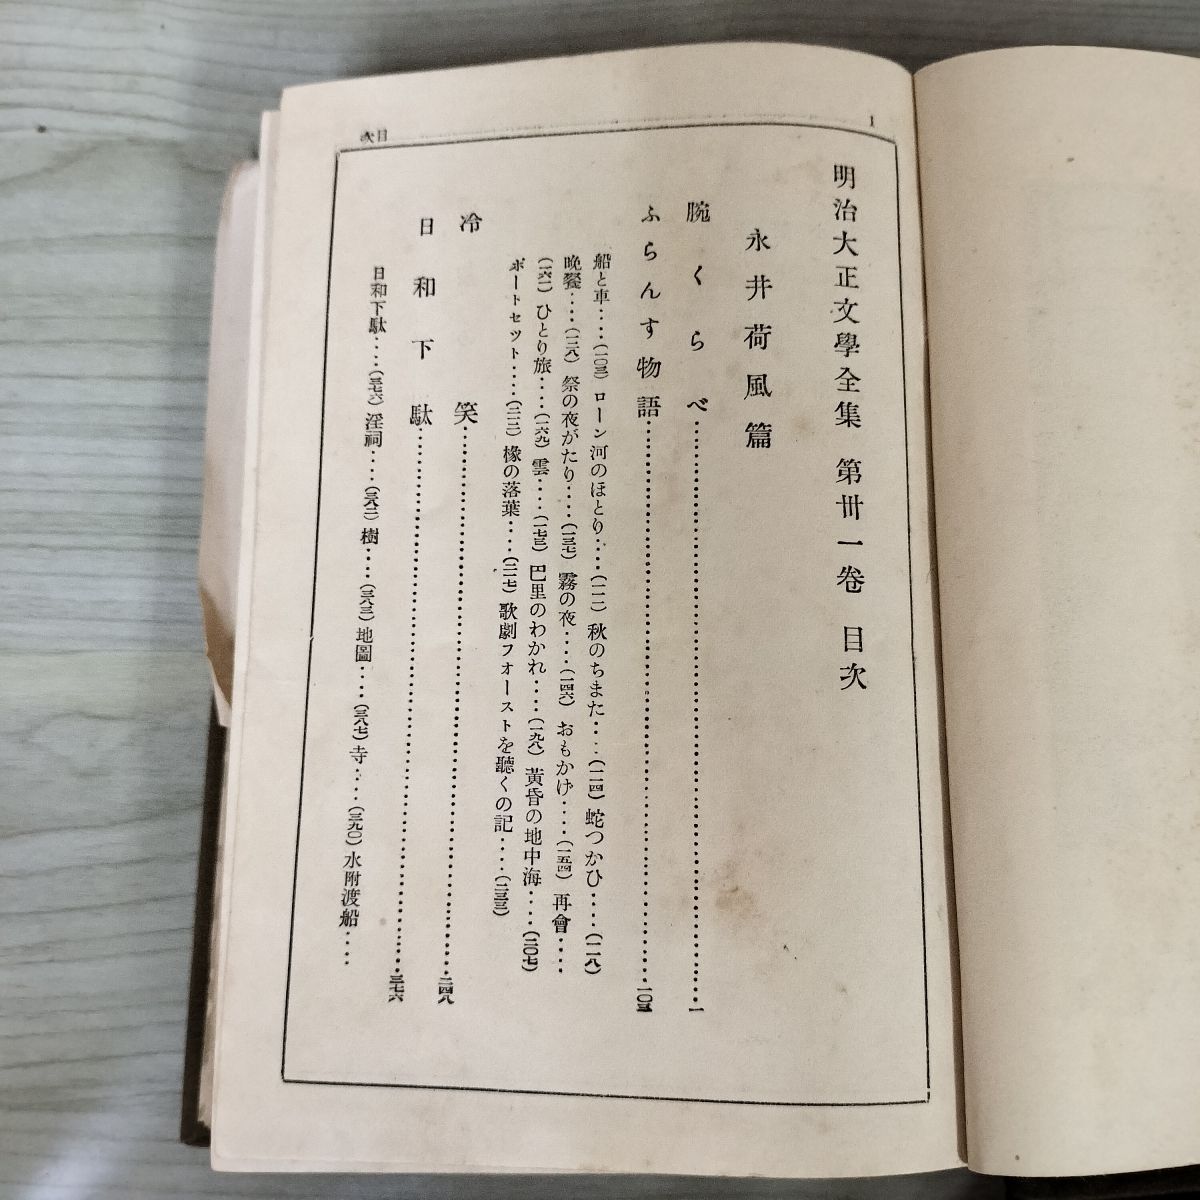 目次
1
明治大正文學全集 第卅一卷 目次
永井荷風篇
腕くらべ……………………一
ふらんす物語……………………一〇三
船と車‥‥(一〇三) ローン河のほとり‥‥(一一二) 秋のちまた‥‥(一二四) 蛇つかひ‥‥(一二八)
晩餐‥‥(一三八) 祭の夜がたり‥‥(一三七) 霧の夜‥‥(一四六) おもかげ‥‥(一五四) 再會‥‥
(一六一) ひとり旅‥‥(一六九) 雲‥‥(一七三) 巴里のわかれ‥‥(一九八) 黃昏の地中海‥‥(二〇七)
ポートセット‥‥(二一二) 橡の落葉‥‥(二一七) 歌劇フォーストを聽くの記‥‥(二三三)
冷笑……………………二四八
日和下駄……………………三七六
日和下駄‥‥(三七六) 淫祠‥‥(三八二) 樹‥‥(三八三) 地圖‥‥(三八七) 寺‥‥(三九〇) 水附渡船‥‥